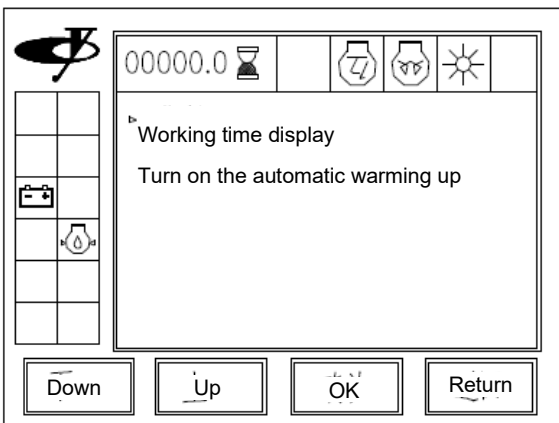 00000.0
Working time display
Turn on the automatic warming up
Down Up OK Return